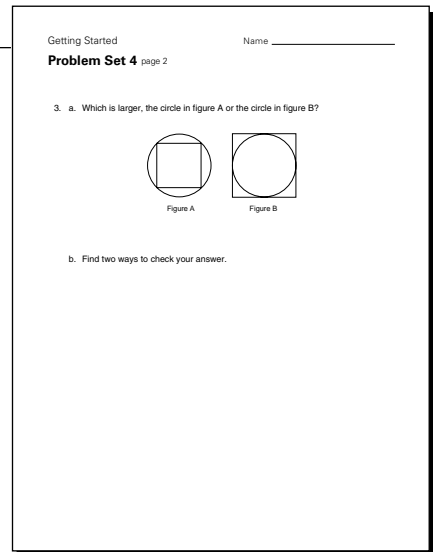 Getting Started
Name
Problem Set 4 page 2
3. a. Which is larger, the circle in figure A or the circle in figure B?
Figure A
Figure B
b. Find two ways to check your answer.